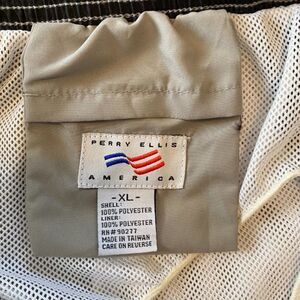 PERRY ELLIS
AMERICA
-XL-
SHELL:
100% POLYESTER
LINER:
100% POLYESTER
RN# 90277
MADE IN TAIWAN
CARE ON REVERSE